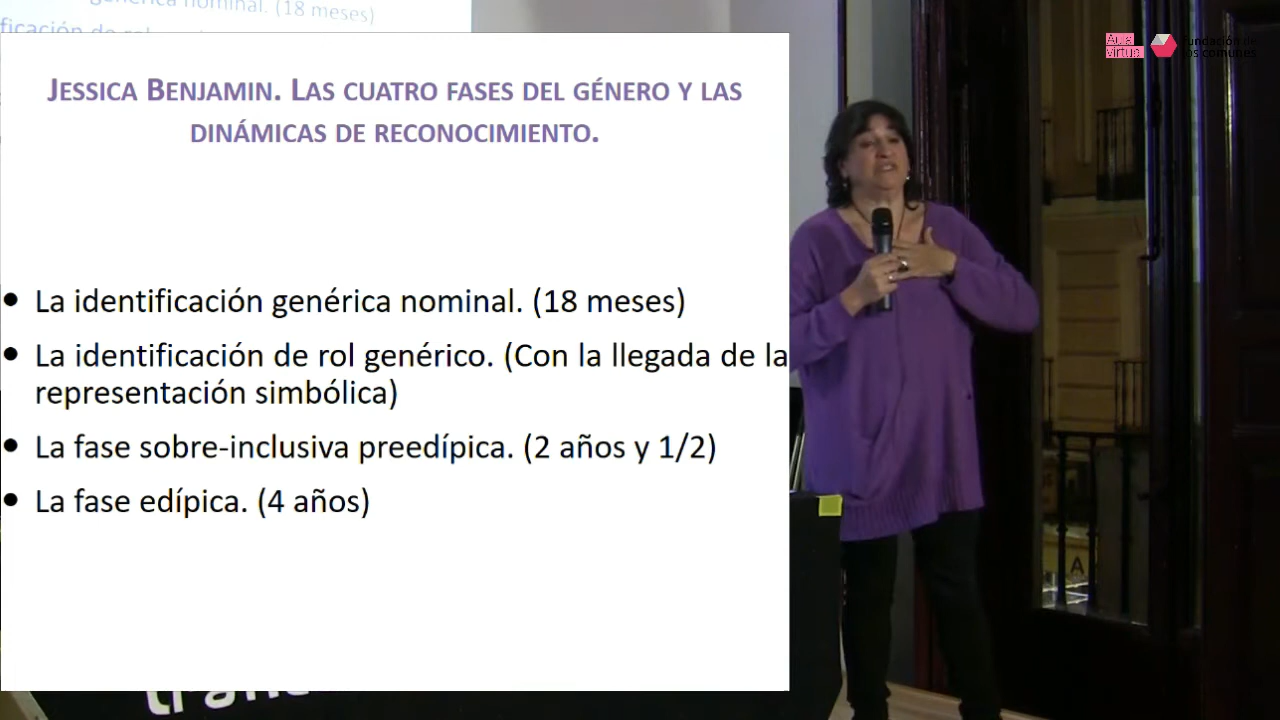 genérica nominal. (18 meses)
JESSICA BENJAMIN. LAS CUATRO FASES DEL GÉNERO Y LAS
DINÁMICAS DE RECONOCIMIENTO.
• La identificación genérica nominal. (18 meses)
• La identificación de rol genérico. (Con la llegada de la
representación simbólica)
• La fase sobre-inclusiva preedípica. (2 años y 1/2)
• La fase edípica. (4 años)
Aula
virtual
Fundación de
los comunes
A